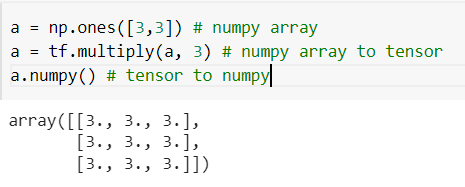 a = np.ones([3,3]) # numpy array
a = tf.multiply(a, 3) # numpy array to tensor
a.numpy() # tensor to numpy
array([[3., 3., 3.],
       [3., 3., 3.],
       [3., 3., 3.]])